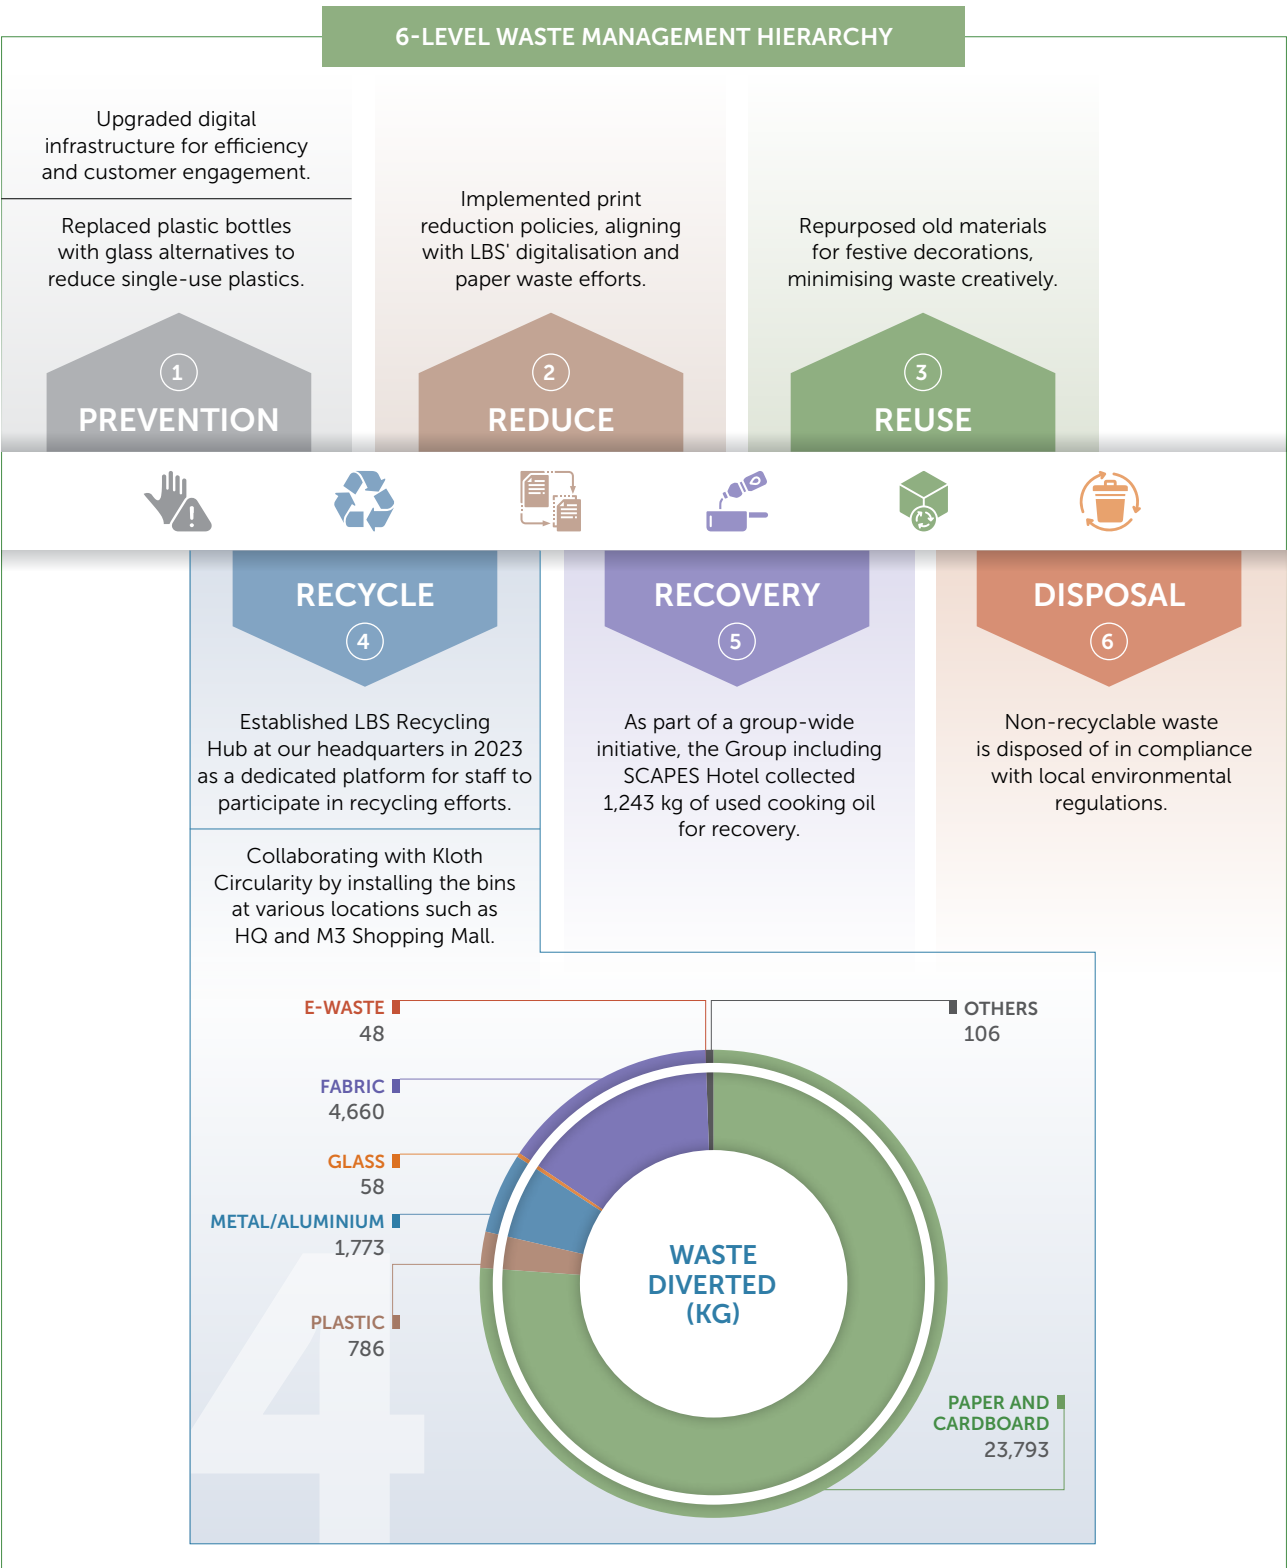 6-LEVEL WASTE MANAGEMENT HIERARCHY
Upgraded digital
infrastructure for efficiency
and customer engagement.
Replaced plastic bottles
with glass alternatives to
reduce single-use plastics.
1
PREVENTION
Implemented print
reduction policies, aligning
with LBS' digitalisation and
paper waste efforts.
2
REDUCE
Repurposed old materials
for festive decorations,
minimising waste creatively.
3
REUSE
RECYCLE
4
Established LBS Recycling
Hub at our headquarters in 2023
as a dedicated platform for staff to
participate in recycling efforts.
Collaborating with Kloth
Circularity by installing the bins
at various locations such as
HQ and M3 Shopping Mall.
RECOVERY
5
As part of a group-wide
initiative, the Group including
SCAPES Hotel collected
1,243 kg of used cooking oil
for recovery.
DISPOSAL
6
Non-recyclable waste
is disposed of in compliance
with local environmental
regulations.
E-WASTE
48
FABRIC
4,660
GLASS
58
METAL/ALUMINIUM
1,773
PLASTIC
786
4
WASTE
DIVERTED
(KG)
OTHERS
106
PAPER AND
CARDBOARD
23,793